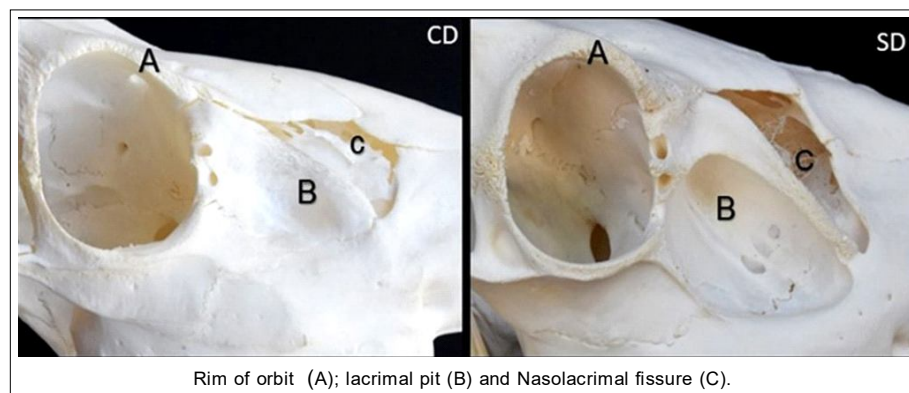 CD
A
B
c
SD
A
B
C
Rim of orbit (A); lacrimal pit (B) and Nasolacrimal fissure (C).